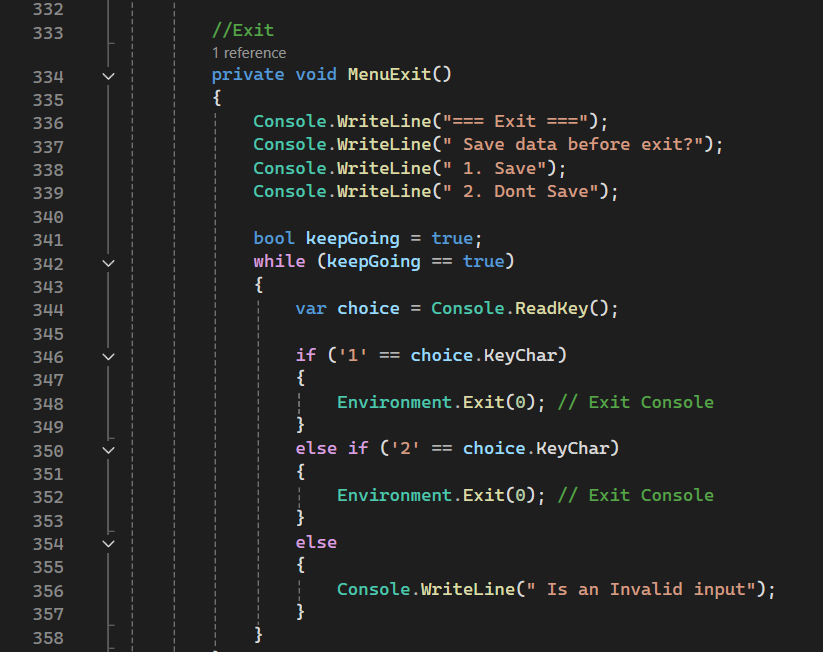 332
333 //Exit
1 reference
334 private void MenuExit()
335 {
336 Console.WriteLine("=== Exit ===");
337 Console.WriteLine(" Save data before exit?");
338 Console.WriteLine(" 1. Save");
339 Console.WriteLine(" 2. Dont Save");
340
341 bool keepGoing = true;
342 while (keepGoing == true)
343 {
344 var choice = Console.ReadKey();
345
346 if ('1' == choice.KeyChar)
347 {
348 Environment.Exit(0); // Exit Console
349 }
350 else if ('2' == choice.KeyChar)
351 {
352 Environment.Exit(0); // Exit Console
353 }
354 else
355 {
356 Console.WriteLine(" Is an Invalid input");
357 }
358 }